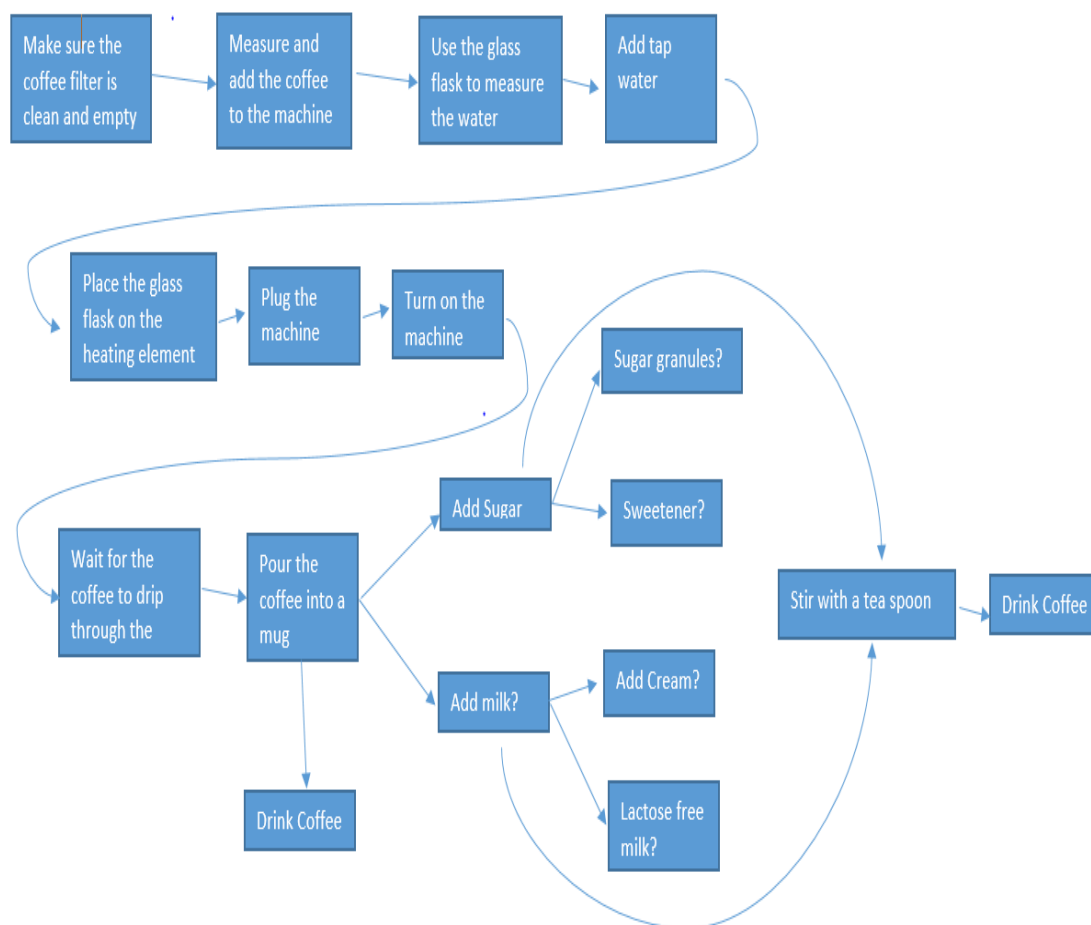 Make sure the
coffee filter is
clean and empty
Measure and
add the coffee
to the machine
Use the glass
flask to measure
the water
Add tap
water
Place the glass
flask on the
heating element
Plug the
machine
Turn on the
machine
Sugar granules?
Add Sugar
Sweetener?
Wait for the
coffee to drip
through the
Pour the
coffee into a
mug
Stir with a tea spoon
Drink Coffee
Add milk?
Add Cream?
Lactose free
milk?
Drink Coffee